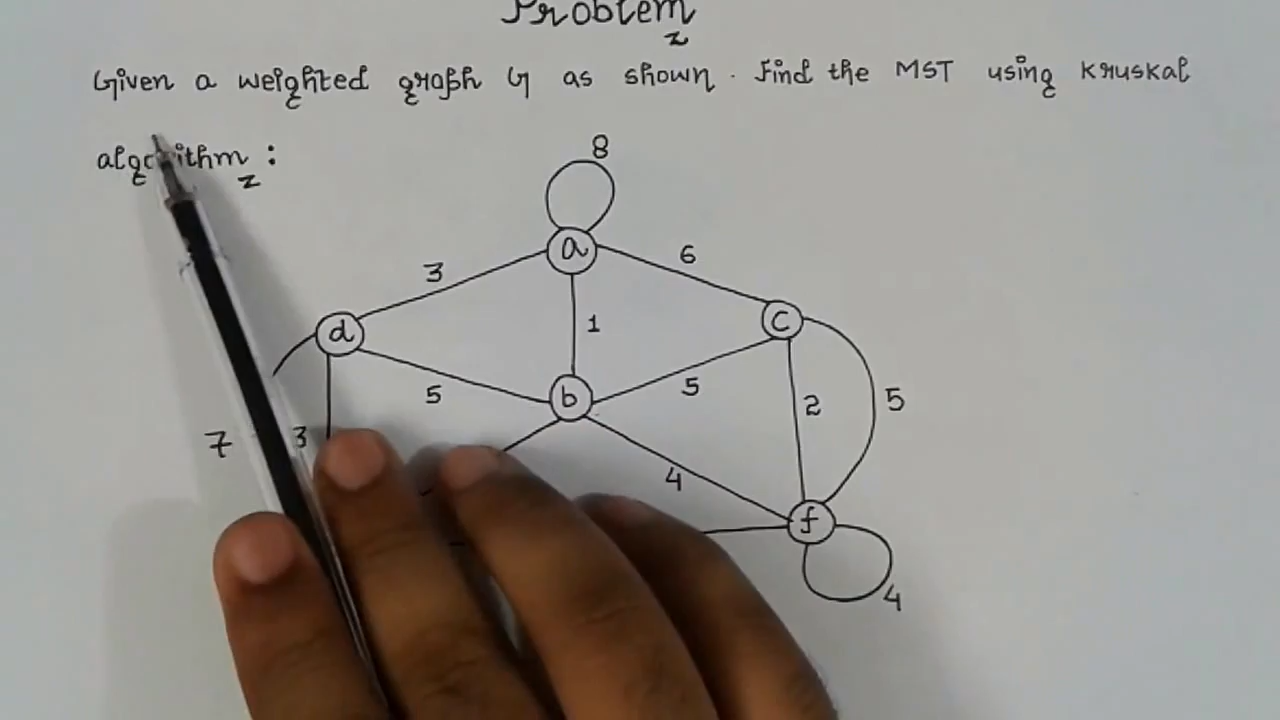 Problem
Given a weighted graph G as shown. Find the MST using Kruskal
algorithm :
8
a
3
6
d
1
c
5
b
5
2
5
7
3
4
f
4